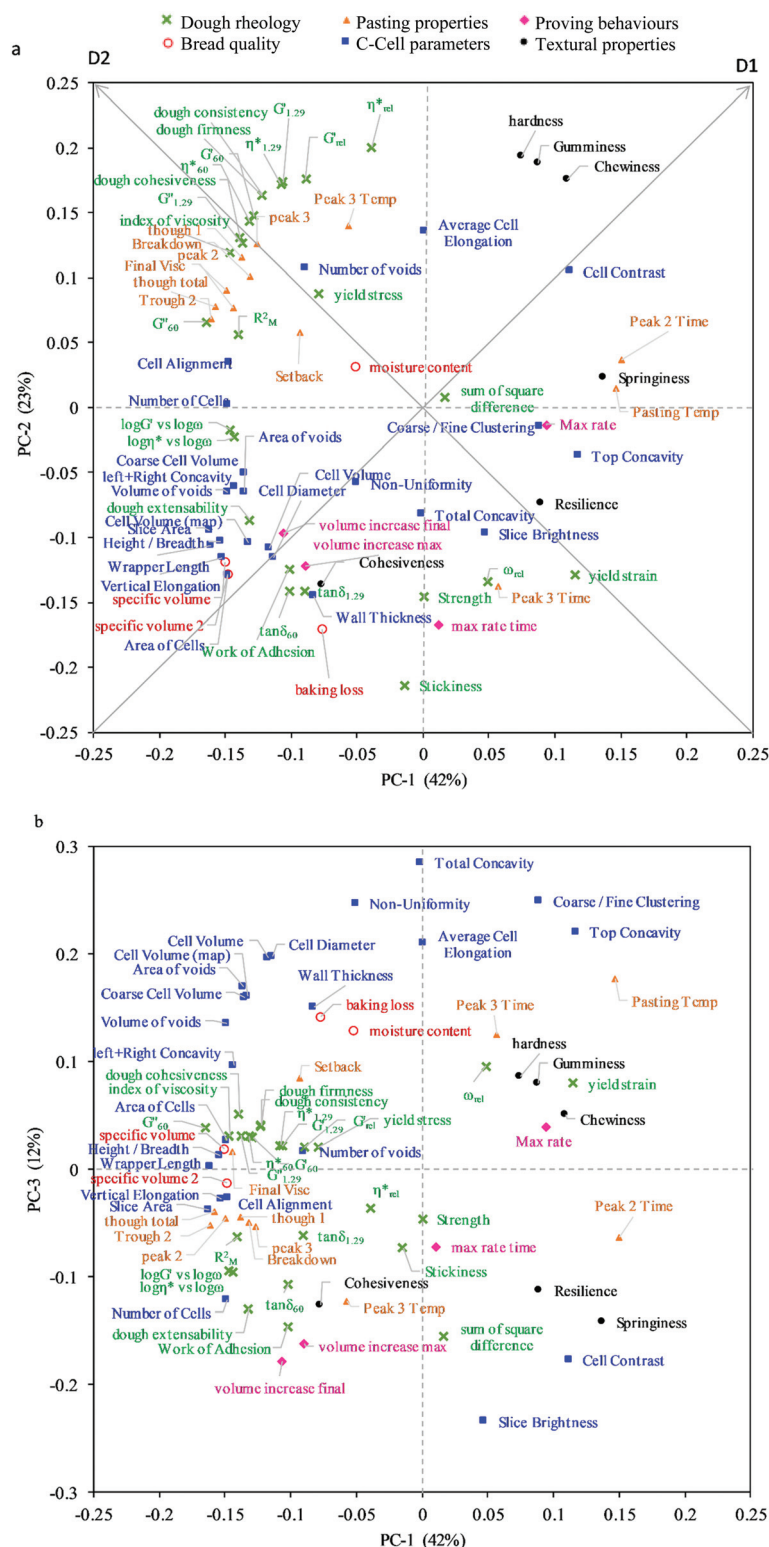 Dough rheology
Pasting properties
Proving behaviours
Bread quality
C-Cell parameters
Textural properties
a
D2
D1
0.25
0.2
0.15
0.1
0.05
0
-0.05
-0.1
-0.15
-0.2
-0.25
PC-2 (23%)
dough consistency
G'1.29
η*rel
dough firmness
η*1.29
G'rel
G'60
η*60
dough cohesiveness
G"1.29
peak 3
Peak 3 Temp
index of viscosity
though 1
Breakdown
peak 2
Final Visc
though total
Trough 2
G"60
R²M
Number of voids
yield stress
Setback
moisture content
Cell Alignment
Number of Cells
hardness
Gumminess
Chewiness
Average Cell
Elongation
Cell Contrast
Peak 2 Time
Springiness
Pasting Temp
sum of square
difference
Coarse / Fine Clustering
Max rate
Top Concavity
logG' vs logω
logη* vs logω
Area of voids
Coarse Cell Volume
left+Right Concavity
Volume of voids
Cell Volume
Cell Diameter
Non-Uniformity
dough extensability
Cell Volume (map)
Slice Area
Height / Breadth
Wrapper Length
Vertical Elongation
specific volume
specific volume 2
Area of Cells
volume increase final
volume increase max
Cohesiveness
tanδ1.29
tanδ60
Wall Thickness
Work of Adhesion
baking loss
Total Concavity
Slice Brightness
Resilience
ωrel
yield strain
Strength
Peak 3 Time
max rate time
Stickiness
-0.25 -0.2 -0.15 -0.1 -0.05 0 0.05 0.1 0.15 0.2 0.25
PC-1 (42%)
b
0.3
0.2
0.1
0
-0.1
-0.2
-0.3
PC-3 (12%)
Total Concavity
Non-Uniformity
Coarse / Fine Clustering
Top Concavity
Cell Volume
Cell Diameter
Average Cell
Elongation
Cell Volume (map)
Area of voids
Coarse Cell Volume
Wall Thickness
baking loss
Volume of voids
moisture content
Pasting Temp
Peak 3 Time
hardness
Gumminess
Chewiness
yield strain
ωrel
Max rate
left+Right Concavity
Setback
dough cohesiveness
index of viscosity
dough firmness
dough consistency
Area of Cells
η*1.29
G"60
G'1.29
G'rel
yield stress
specific volume
Height / Breadth
η*60
G'60
Number of voids
Wrapper Length
G"1.29
specific volume 2
Final Visc
Vertical Elongation
Cell Alignment
η*rel
Slice Area
though total
though 1
Strength
Trough 2
tanδ1.29
peak 2
peak 3
Breakdown
max rate time
Stickiness
Peak 2 Time
R²M
logG' vs logω
logη* vs logω
Number of Cells
tanδ60
Cohesiveness
Peak 3 Temp
Resilience
Springiness
dough extensability
Work of Adhesion
volume increase max
volume increase final
sum of square
difference
Cell Contrast
Slice Brightness
-0.25 -0.2 -0.15 -0.1 -0.05 0 0.05 0.1 0.15 0.2 0.25
PC-1 (42%)